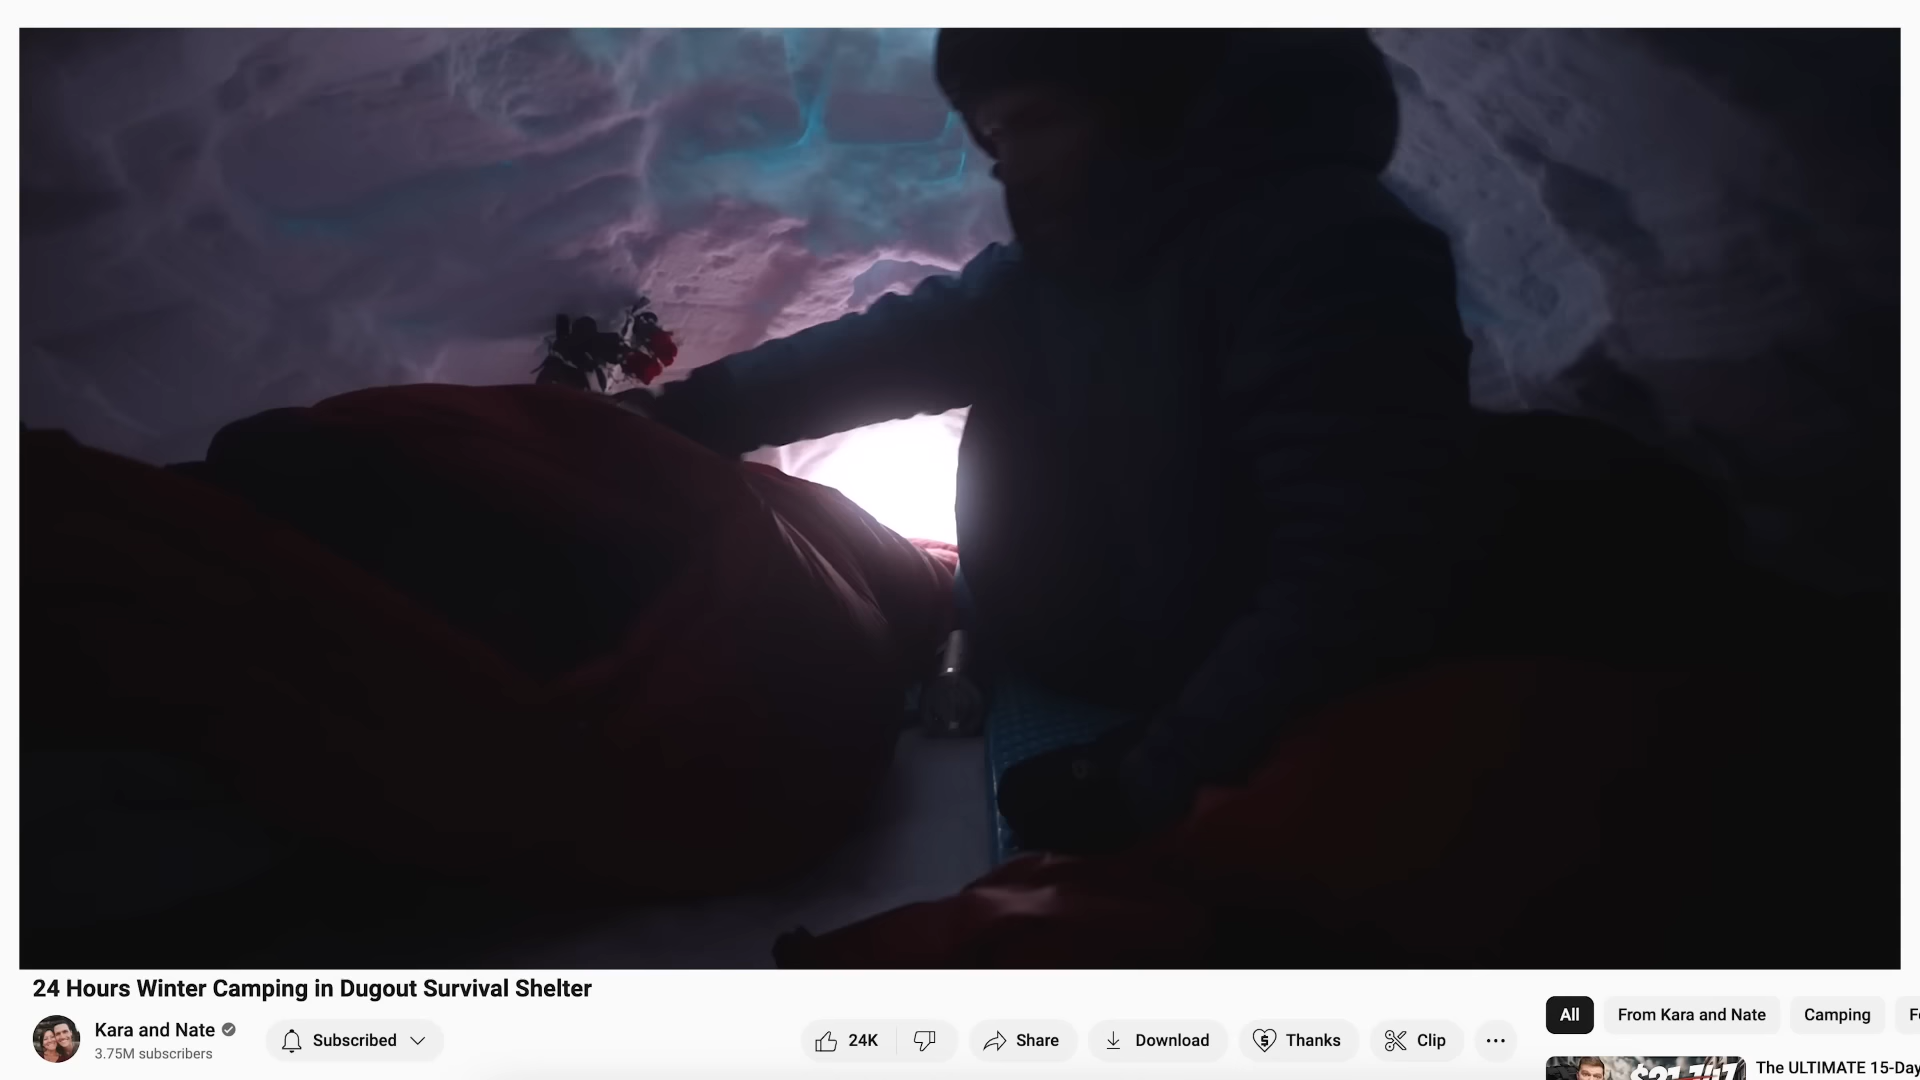 24 Hours Winter Camping in Dugout Survival Shelter
Kara and Nate
3.75M subscribers
Subscribed
24K
Share
Download
Thanks
Clip
All
From Kara and Nate
Camping
The ULTIMATE 15-Day